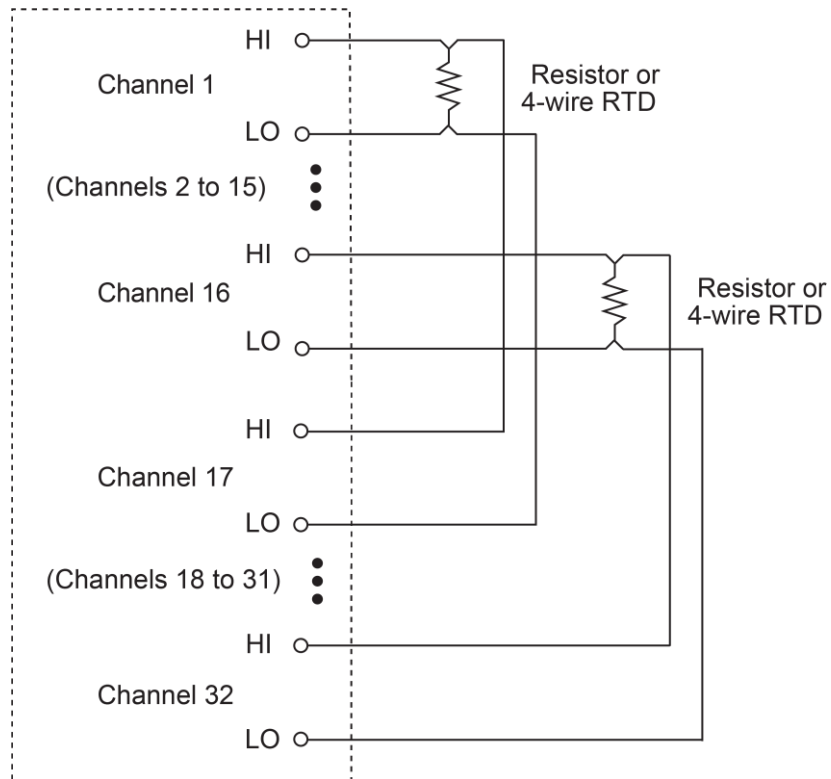 HI
Channel 1
LO
Resistor or
4-wire RTD
(Channels 2 to 15)
HI
Channel 16
LO
Resistor or
4-wire RTD
HI
Channel 17
LO
(Channels 18 to 31)
HI
Channel 32
LO